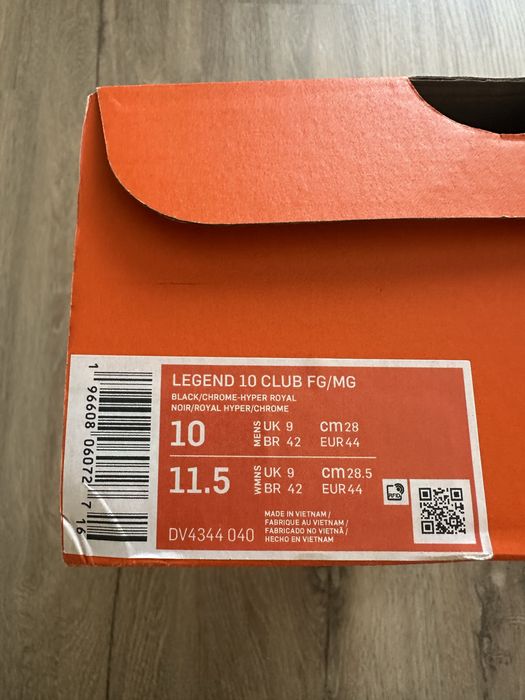 LEGEND 10 CLUB FG/MG
BLACK/CHROME-HYPER ROYAL
NOIR/ROYAL HYPER/CHROME
10 MENS UK 9 cm 28
BR 42 EUR 44
11.5 WMNS UK 9 cm 28.5
BR 42 EUR 44
RFID
MADE IN VIETNAM /
FABRIQUE AU VIETNAM /
FABRICADO NO VIETNÃ /
HECHO EN VIETNAM
DV4344 040
1 96608 06072 7 16